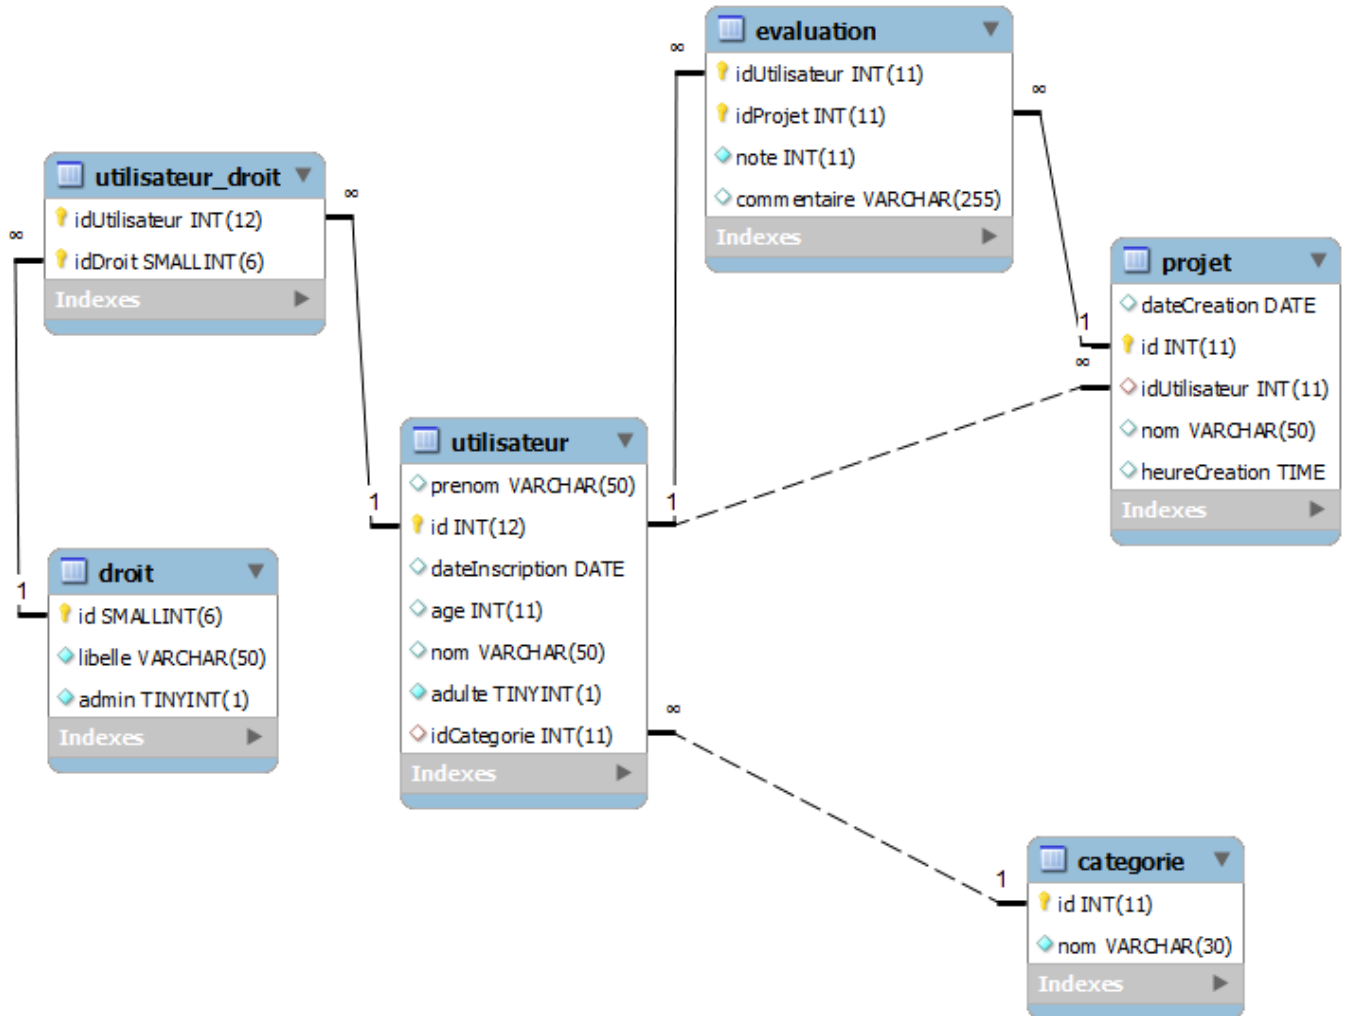 evaluation
idUtilisateur INT(11)
idProjet INT(11)
note INT(11)
commentaire VARCHAR(255)
Indexes
∞
∞
utilisateur_droit
idUtilisateur INT(12)
idDroit SMALLINT(6)
Indexes
∞
∞
projet
dateCreation DATE
id INT(11)
idUtilisateur INT(11)
nom VARCHAR(50)
heureCreation TIME
Indexes
1
∞
utilisateur
prenom VARCHAR(50)
id INT(12)
dateInscription DATE
age INT(11)
nom VARCHAR(50)
adulte TINYINT(1)
idCategorie INT(11)
Indexes
1
1
∞
droit
id SMALLINT(6)
libelle VARCHAR(50)
admin TINYINT(1)
Indexes
1
categorie
id INT(11)
nom VARCHAR(30)
Indexes
1